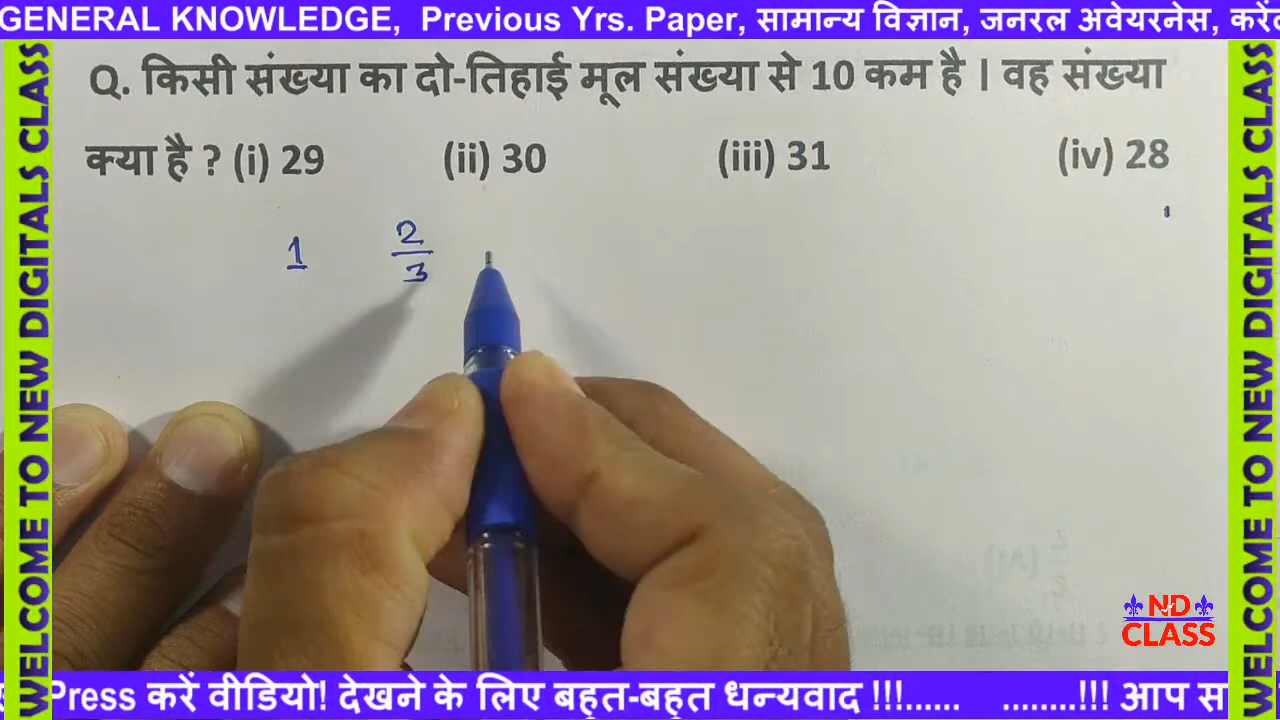 GENERAL KNOWLEDGE, Previous Yrs. Paper, सामान्य विज्ञान, जनरल अवेयरनेस,
WELCOME TO NEW DIGITALS CLASS
Q. किसी संख्या का दो-तिहाई मूल संख्या से 10 कम है । वह संख्या
क्या है ? (i) 29 (ii) 30 (iii) 31 (iv) 28
1 2/3
ND
CLASS
WELCOME TO NEW DIGITALS CLASS
Press करें वीडियो! देखने के लिए बहुत-बहुत धन्यवाद !!!...... ........!!! आप